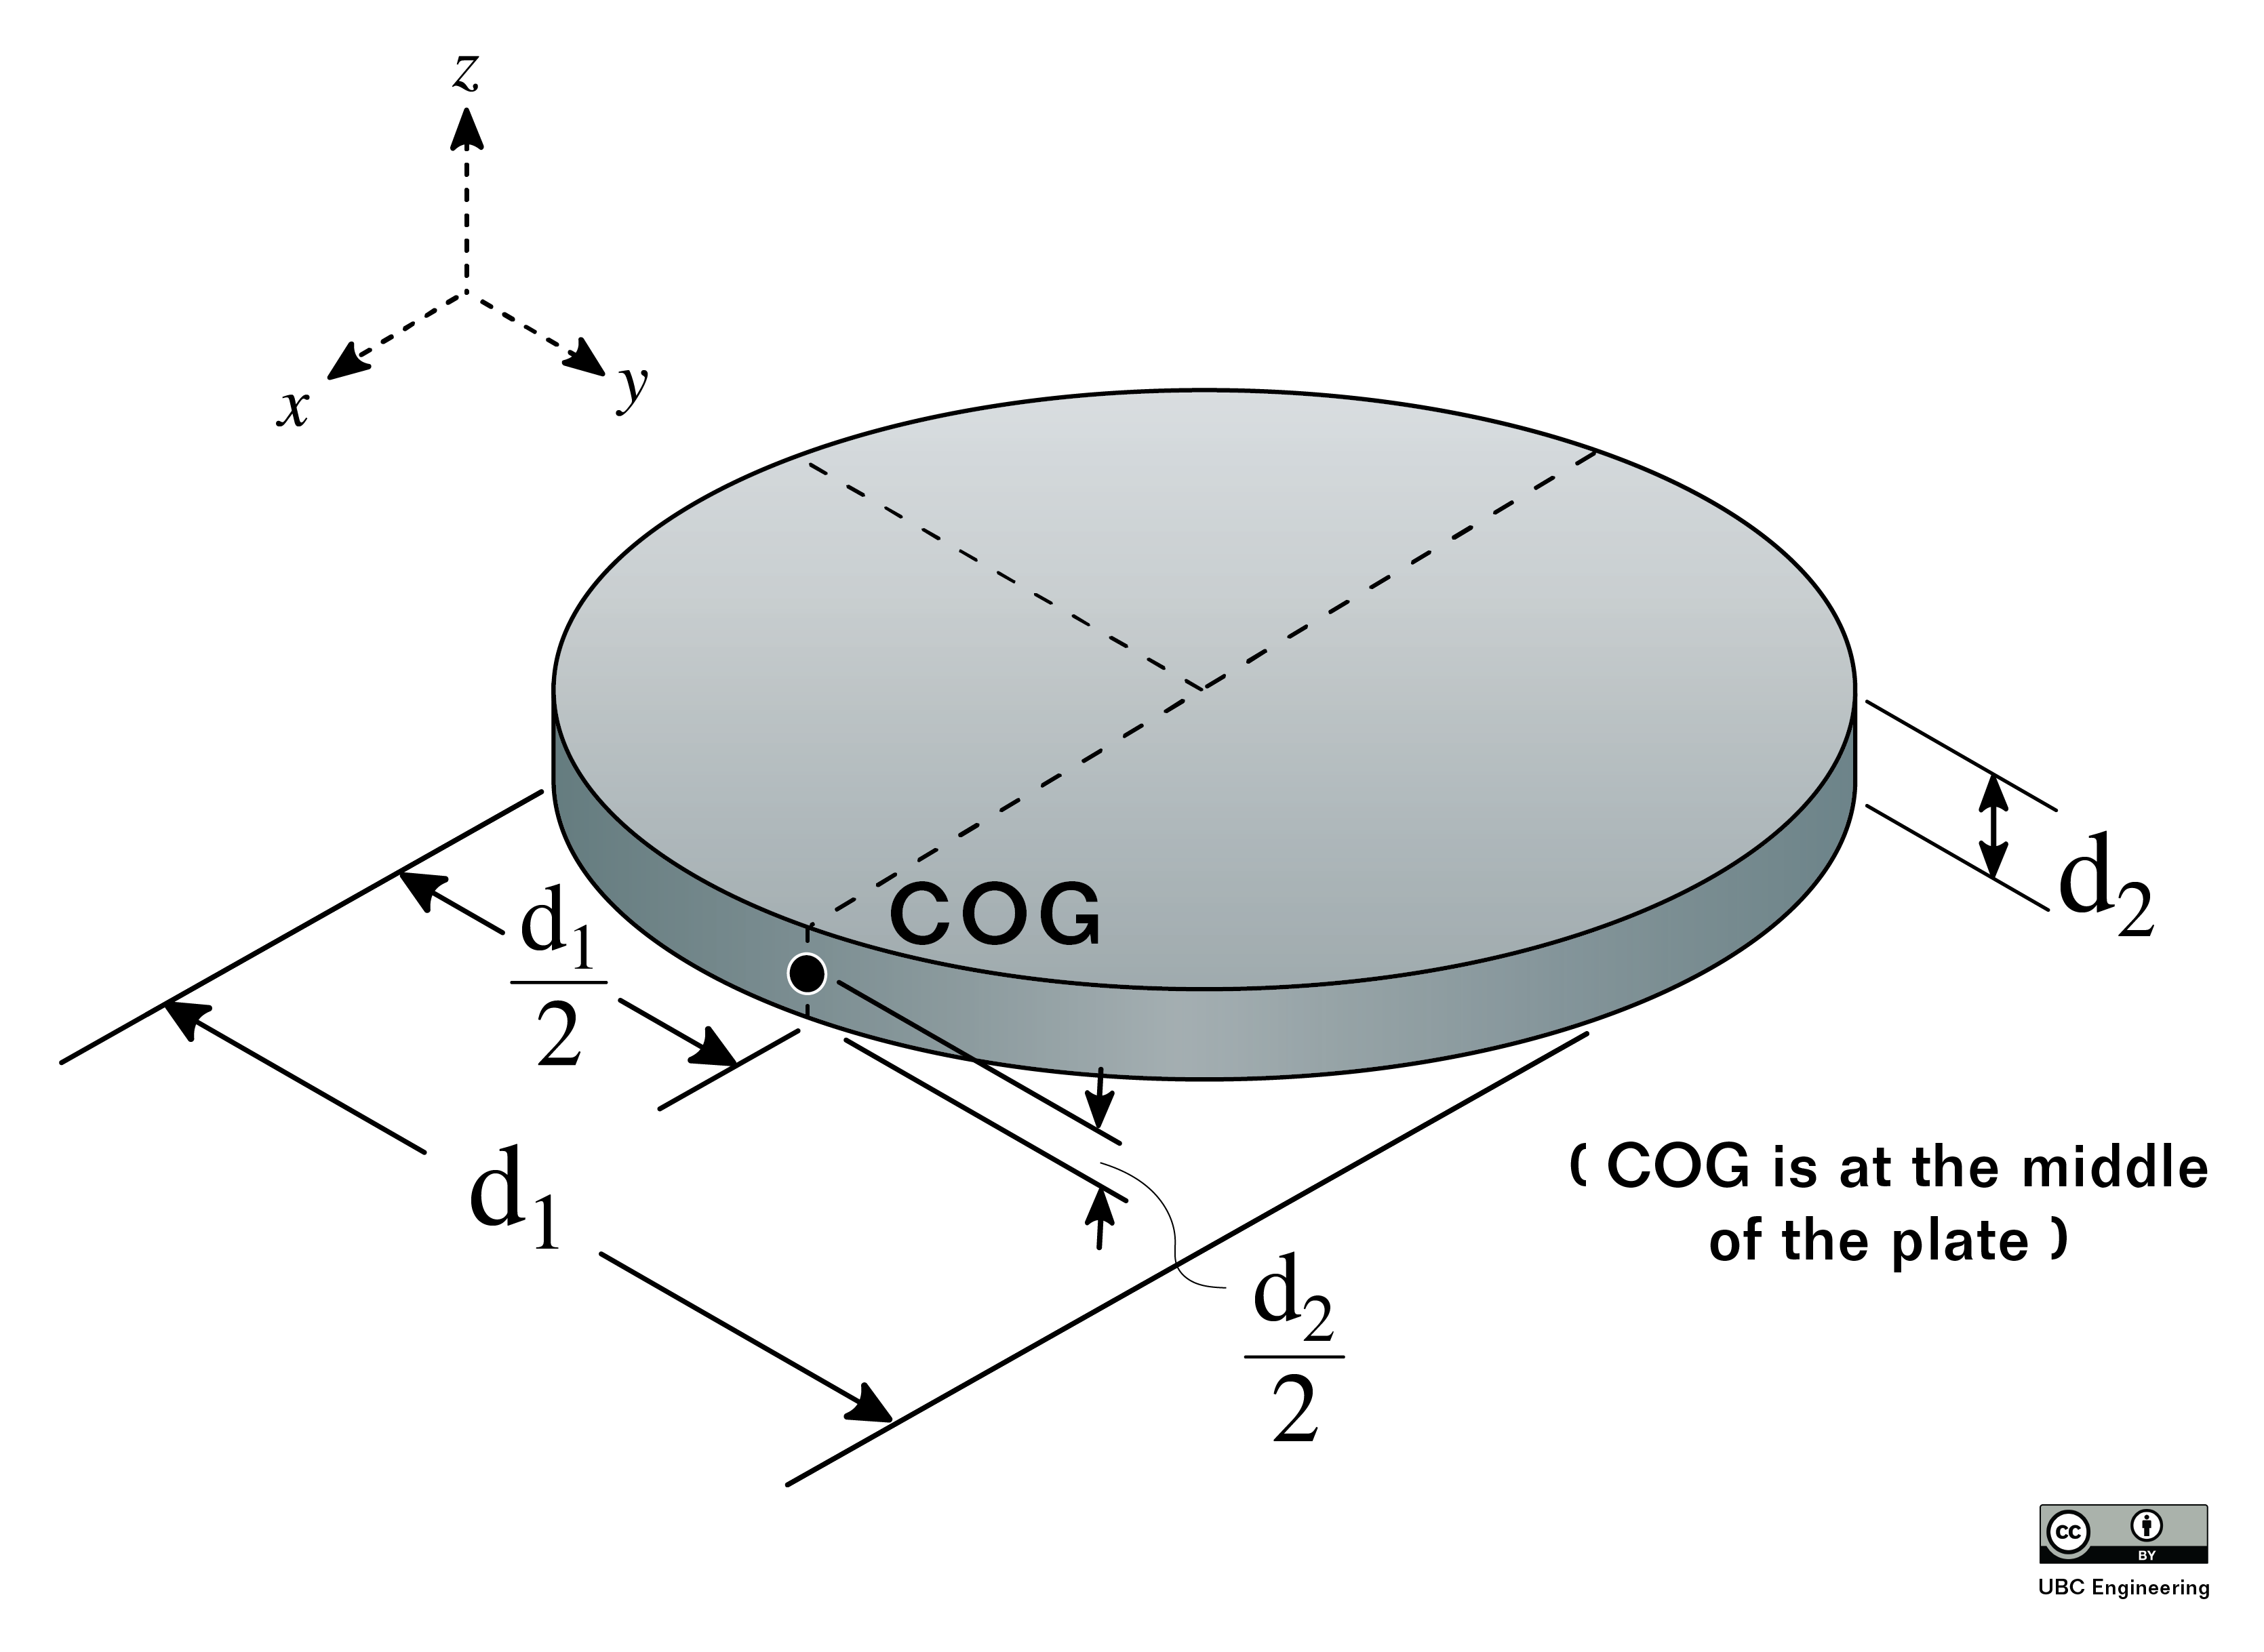 z
x
y
COG
d₂
d₁
2
d₁
( COG is at the middle
of the plate )
d₂
2
cc
BY
UBC Engineering